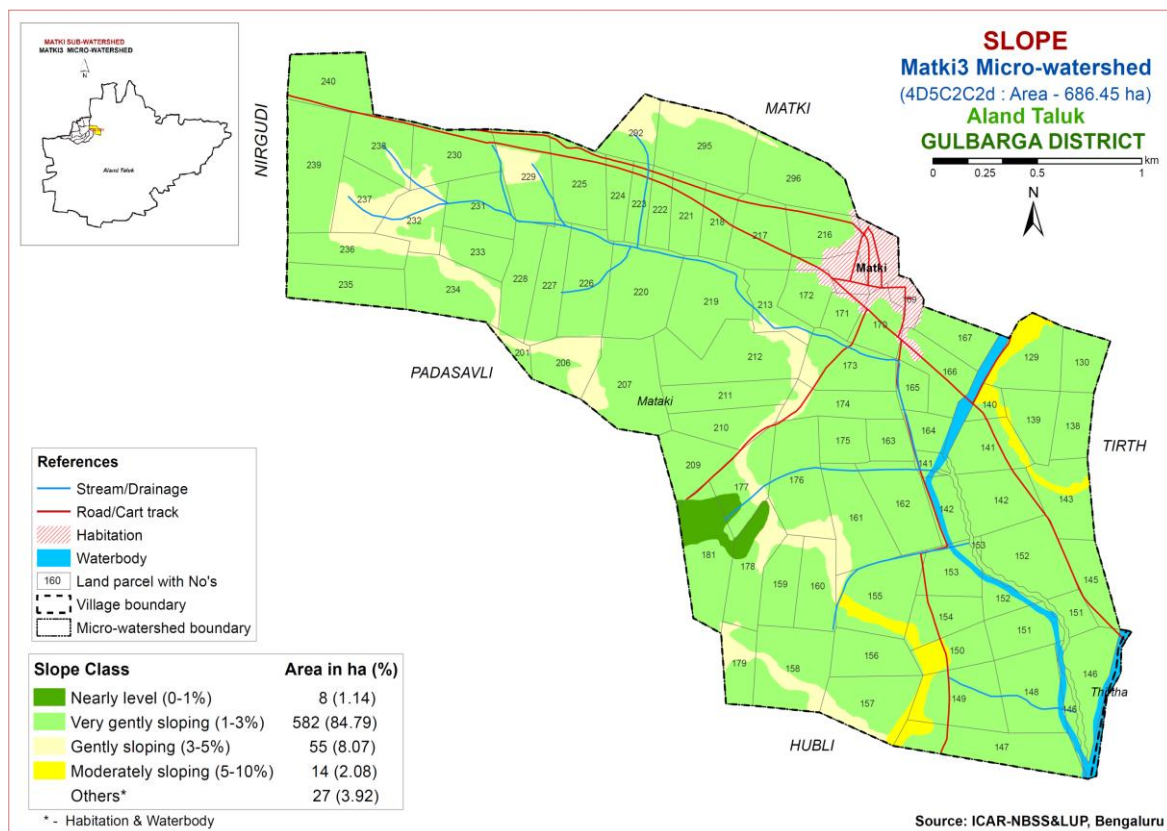 MATKI SUB-WATERSHED
MATKI3 MICRO-WATERSHED
N
Aland Taluk
SLOPE
Matki3 Micro-watershed
(4D5C2C2d : Area - 686.45 ha)
Aland Taluk
GULBARGA DISTRICT
km
0 0.25 0.5 1
N
MATKI
NIRGUDI
PADASAVLI
TIRTH
HUBLI
Matki
Mataki
240
292
295
238
230
239
229
225
296
237
224
223
222
221
218
217
216
232
231
236
233
235
234
228
227
226
220
219
213
172
171
170
169
167
201
206
207
212
173
166
165
129
130
211
174
140
139
138
210
175
163
164
141
141
209
177
176
162
142
142
143
161
181
178
159
160
153
153
152
145
155
154
152
151
151
179
158
156
150
146
157
149
148
146
147
References
Stream/Drainage
Road/Cart track
Habitation
Waterbody
160 Land parcel with No's
Village boundary
Micro-watershed boundary
Slope Class Area in ha (%)
Nearly level (0-1%) 8 (1.14)
Very gently sloping (1-3%) 582 (84.79)
Gently sloping (3-5%) 55 (8.07)
Moderately sloping (5-10%) 14 (2.08)
Others* 27 (3.92)
* - Habitation & Waterbody
Source: ICAR-NBSS&LUP, Bengaluru